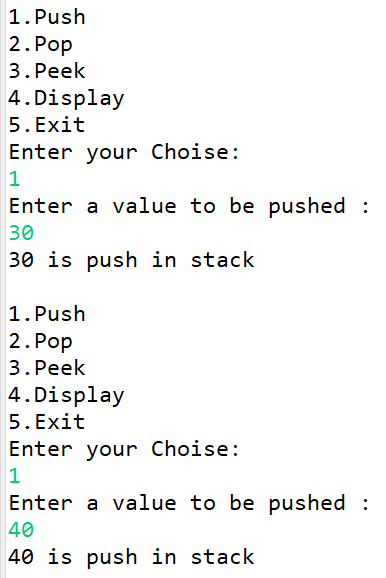 1.Push
2.Pop
3.Peek
4.Display
5.Exit
Enter your Choise:
1
Enter a value to be pushed :
30
30 is push in stack
1.Push
2.Pop
3.Peek
4.Display
5.Exit
Enter your Choise:
1
Enter a value to be pushed :
40
40 is push in stack